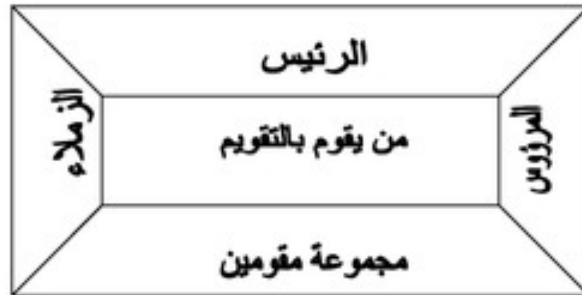 الرئيس
المرؤوس
من يقوم بالتقويم
الزملاء
مجموعة مقومين